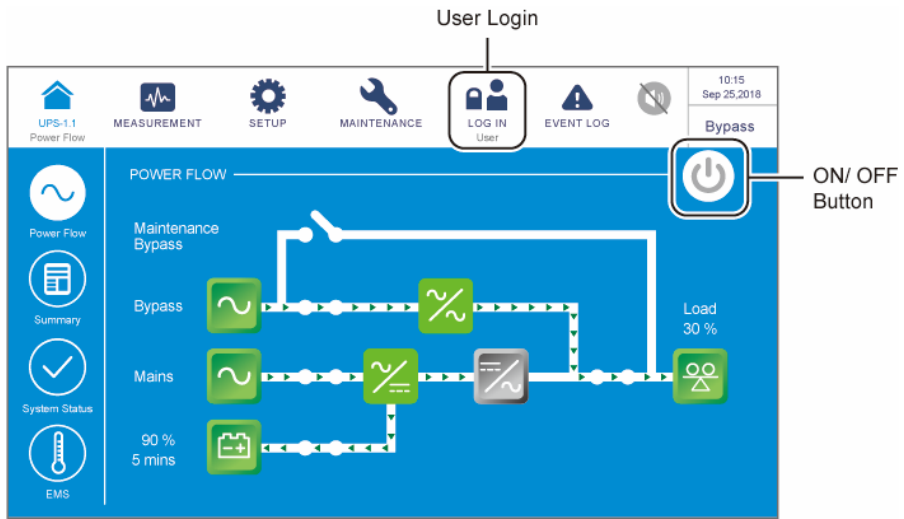 User Login
10:15
Sep 25,2018
UPS-1.1
Power Flow
MEASUREMENT
SETUP
MAINTENANCE
LOG IN
User
EVENT LOG
Bypass
POWER FLOW
ON/ OFF
Button
Power Flow
Maintenance
Bypass
Summary
Bypass
Load
30 %
System Status
Mains
90 %
5 mins
EMS